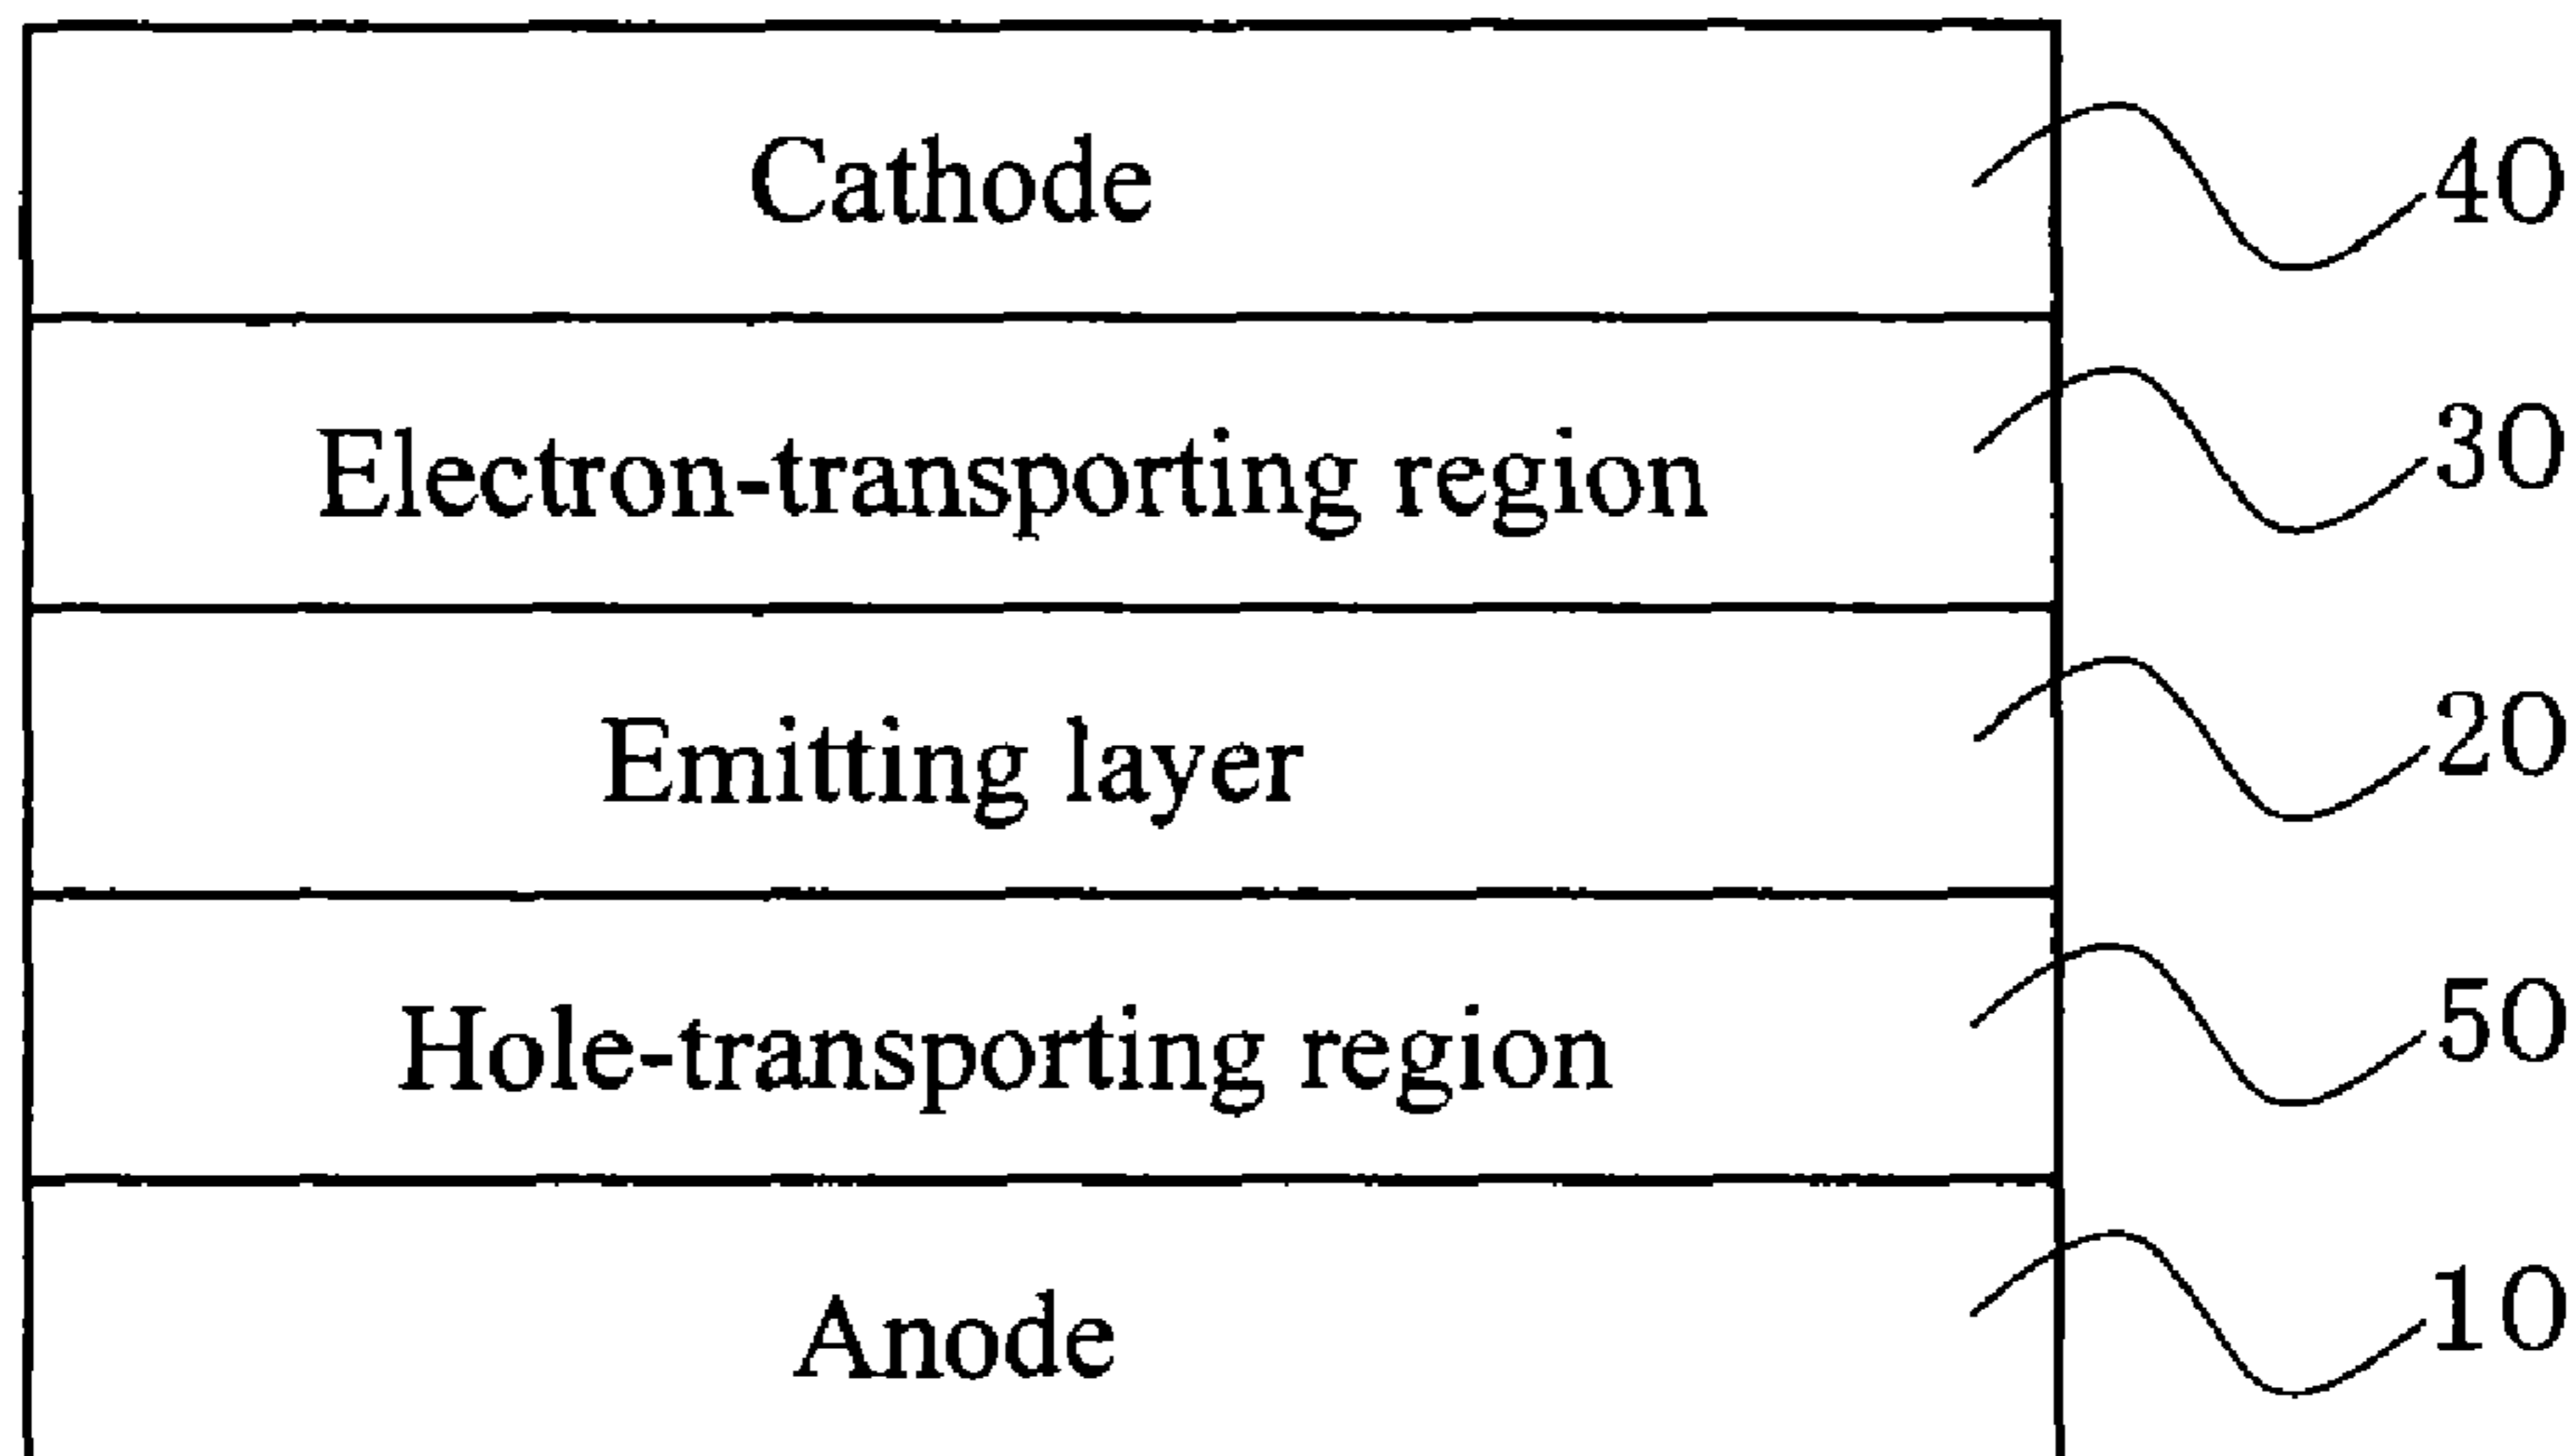 Cathode 40
Electron-transporting region 30
Emitting layer 20
Hole-transporting region 50
Anode 10